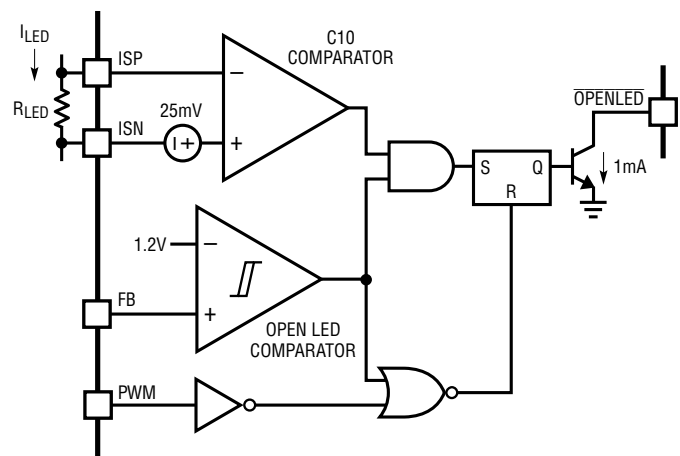 I_LED
ISP
R_LED
ISN
25mV
C10
COMPARATOR
−
+
OPENLED
S
Q
R
1mA
1.2V
−
FB
+
OPEN LED
COMPARATOR
PWM